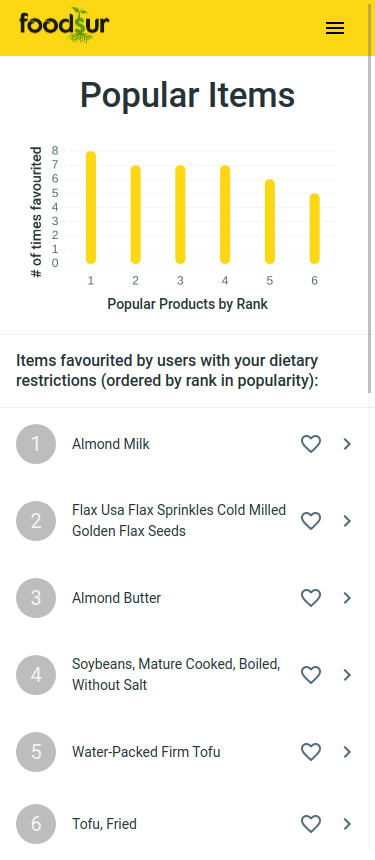 foodsur
Popular Items
# of times favourited
8
7
6
5
4
3
2
1
0
1 2 3 4 5 6
Popular Products by Rank
Items favourited by users with your dietary
restrictions (ordered by rank in popularity):
1 Almond Milk
2 Flax Usa Flax Sprinkles Cold Milled
Golden Flax Seeds
3 Almond Butter
4 Soybeans, Mature Cooked, Boiled,
Without Salt
5 Water-Packed Firm Tofu
6 Tofu, Fried